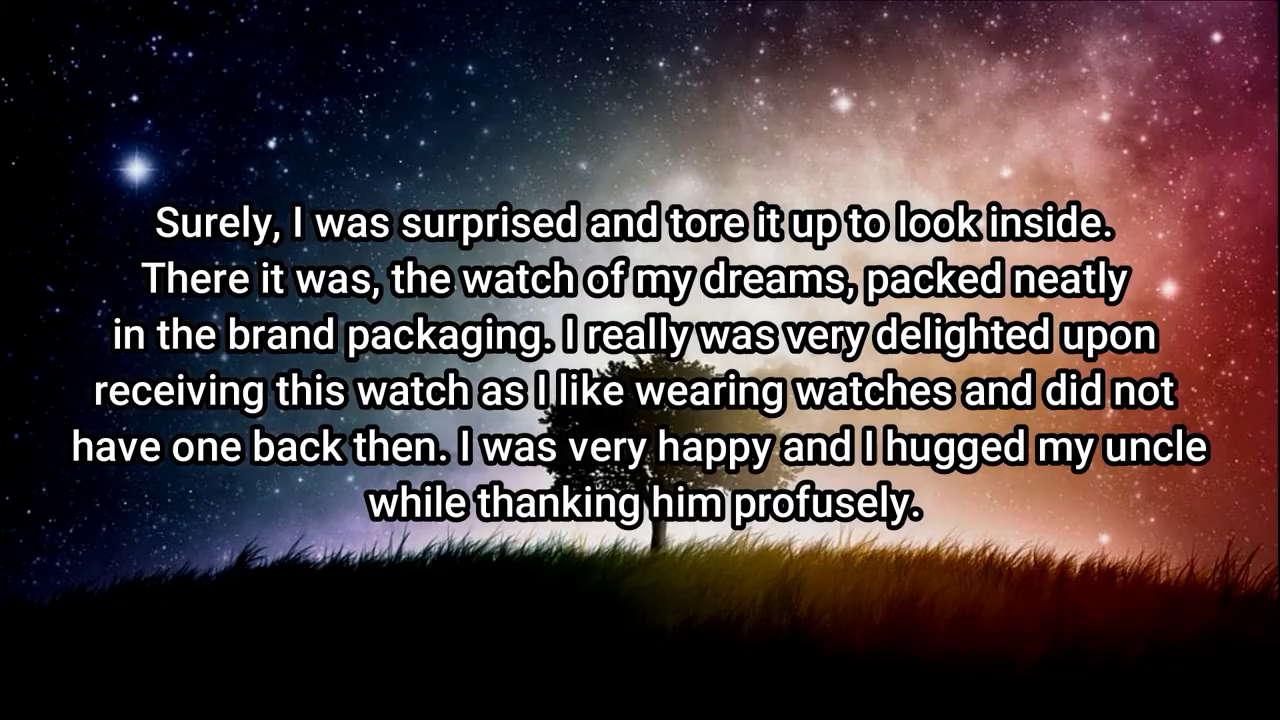 Surely, I was surprised and tore it up to look inside.
There it was, the watch of my dreams, packed neatly
in the brand packaging. I really was very delighted upon
receiving this watch as I like wearing watches and did not
have one back then. I was very happy and I hugged my uncle
while thanking him profusely.